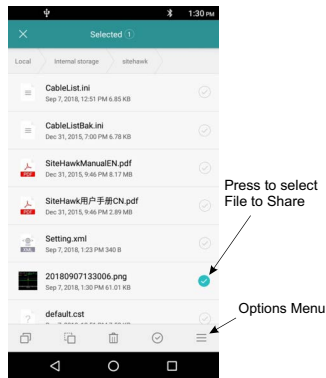 1:30 PM
Selected 1
Local Internal storage sitehawk
CableList.ini
Sep 7, 2018, 12:51 PM 6.85 KB
CableListBak.ini
Dec 31, 2015, 7:00 PM 6.78 KB
PDF
SiteHawkManualEN.pdf
Dec 31, 2015, 9:46 PM 8.17 MB
PDF
SiteHawk用户手册CN.pdf
Dec 31, 2015, 9:46 PM 2.89 MB
Press to select
File to Share
XML
Setting.xml
Sep 7, 2018, 1:23 PM 340 B
20180907133006.png
Sep 7, 2018, 1:30 PM 61.01 KB
Options Menu
?
default.cst